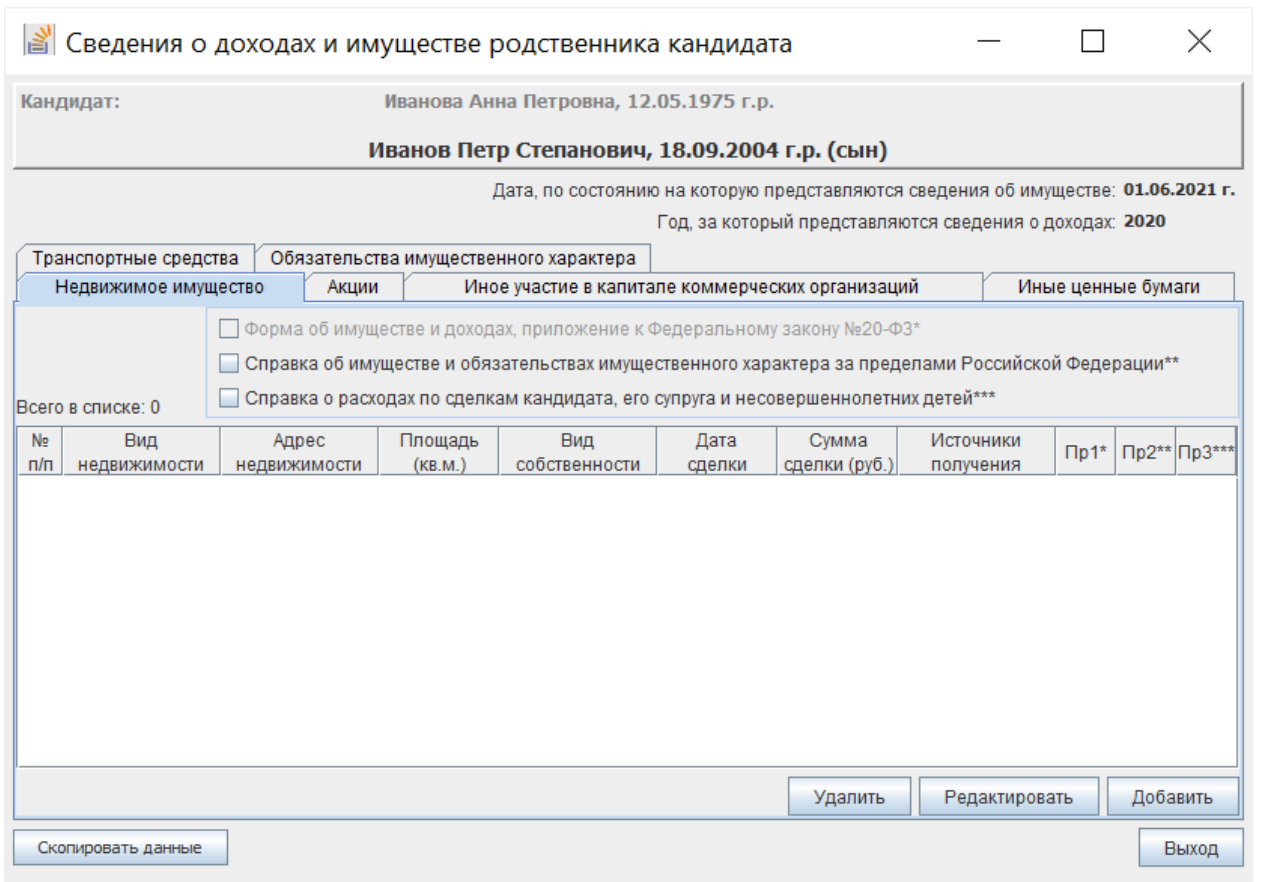 Сведения о доходах и имуществе родственника кандидата
Кандидат: Иванова Анна Петровна, 12.05.1975 г.р.
Иванов Петр Степанович, 18.09.2004 г.р. (сын)
Дата, по состоянию на которую представляются сведения об имуществе: 01.06.2021 г.
Год, за который представляются сведения о доходах: 2020
Транспортные средства Обязательства имущественного характера
Недвижимое имущество Акции Иное участие в капитале коммерческих организаций Иные ценные бумаги
Форма об имуществе и доходах, приложение к Федеральному закону №20-ФЗ*
Справка об имуществе и обязательствах имущественного характера за пределами Российской Федерации**
Справка о расходах по сделкам кандидата, его супруга и несовершеннолетних детей***
Всего в списке: 0
№ Вид Адрес Площадь Вид Дата Сумма Источники Пр1* Пр2** Пр3***
п/п недвижимости недвижимости (кв.м.) собственности сделки сделки (руб.) получения
Удалить Редактировать Добавить
Скопировать данные Выход